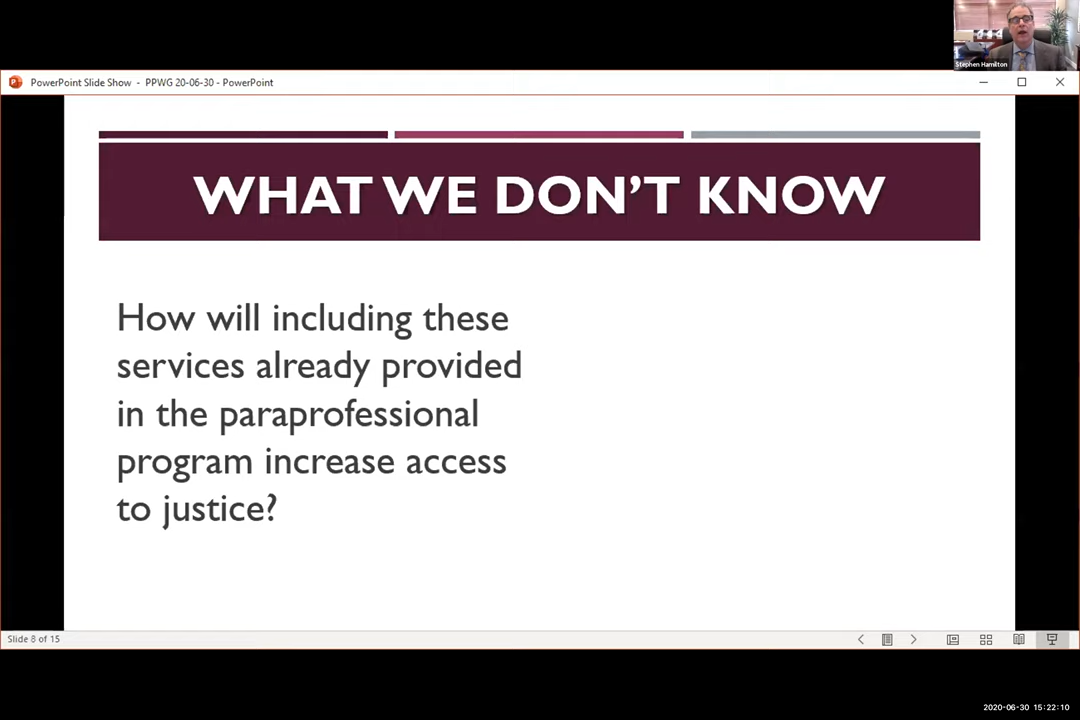 Stephen Hamilton
PowerPoint Slide Show - PPWG 20-06-30 - PowerPoint
WHAT WE DON'T KNOW
How will including these
services already provided
in the paraprofessional
program increase access
to justice?
Slide 8 of 15
2020-06-30 15:22:10